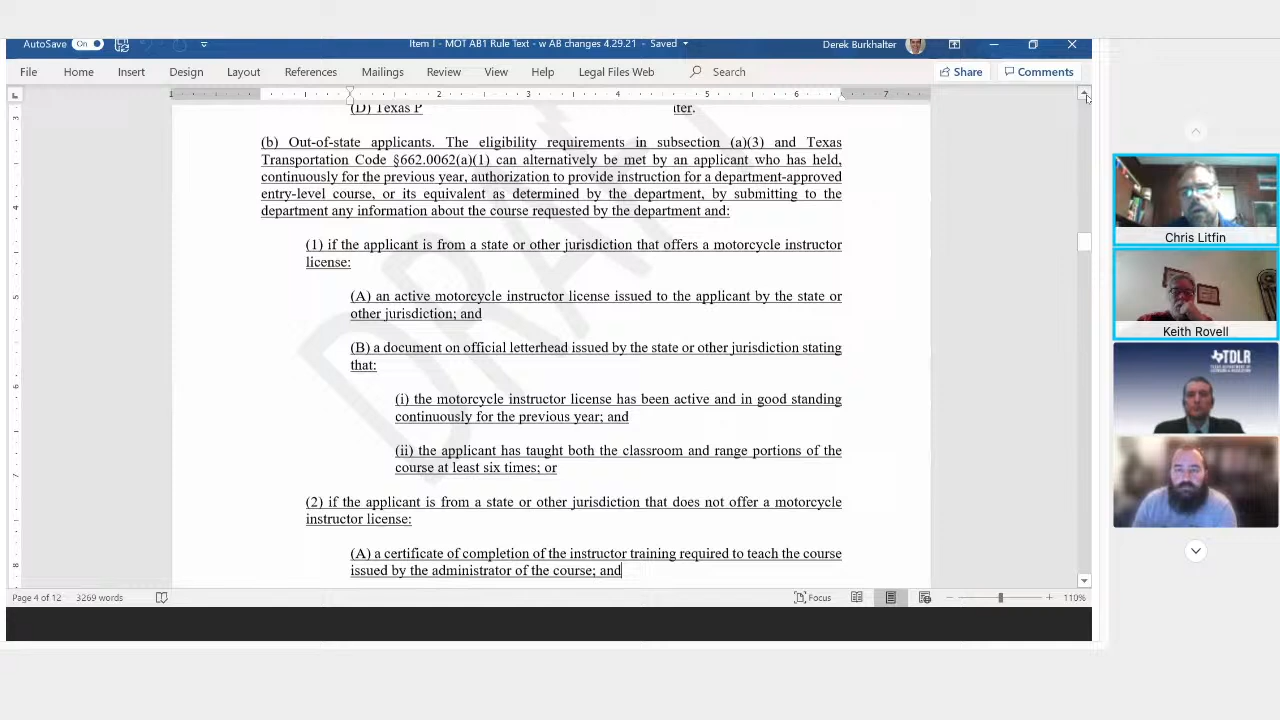 AutoSave On
Item I - MOT AB1 Rule Text - w AB changes 4.29.21 - Saved
Derek Burkhalter
File Home Insert Design Layout References Mailings Review View Help Legal Files Web Search
Share Comments
1 1 2 3 4 5 6 7
(D) Texas P
(b) Out-of-state applicants. The eligibility requirements in subsection (a)(3) and Texas
Transportation Code §662.0062(a)(1) can alternatively be met by an applicant who has held,
continuously for the previous year, authorization to provide instruction for a department-approved
entry-level course, or its equivalent as determined by the department, by submitting to the
department any information about the course requested by the department and:
(1) if the applicant is from a state or other jurisdiction that offers a motorcycle instructor
license:
(A) an active motorcycle instructor license issued to the applicant by the state or
other jurisdiction; and
(B) a document on official letterhead issued by the state or other jurisdiction stating
that:
(i) the motorcycle instructor license has been active and in good standing
continuously for the previous year; and
(ii) the applicant has taught both the classroom and range portions of the
course at least six times; or
(2) if the applicant is from a state or other jurisdiction that does not offer a motorcycle
instructor license:
(A) a certificate of completion of the instructor training required to teach the course
issued by the administrator of the course; and
DRAFT
Page 4 of 12 3269 words
Focus
110%
Chris Litfin
Keith Rovell
TDLR